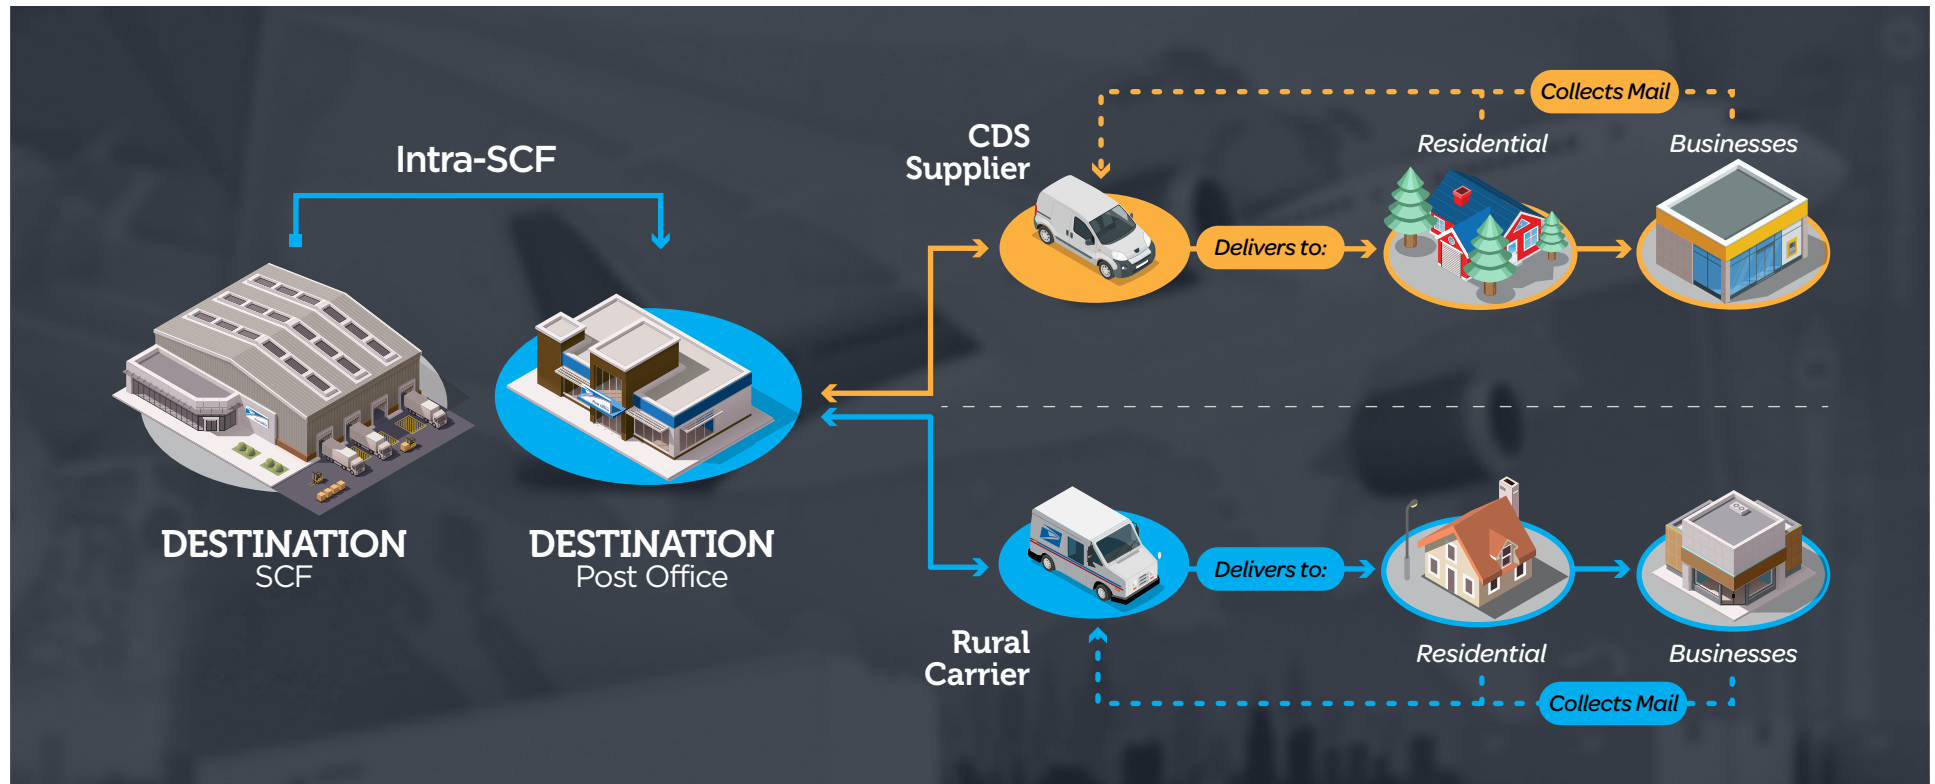 Intra-SCF
DESTINATION
SCF
DESTINATION
Post Office
CDS
Supplier
Collects Mail
Residential
Businesses
Delivers to:
Rural
Carrier
Delivers to:
Residential
Businesses
Collects Mail